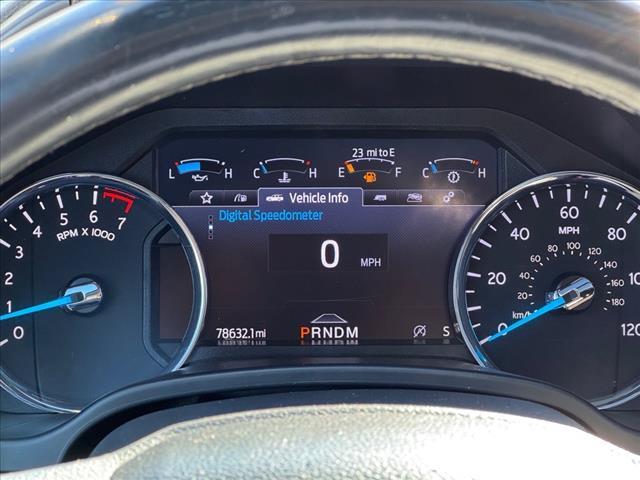 23 mi to E
L H C H E F C H
Vehicle Info
Digital Speedometer
0 MPH
78632.1 mi
PRNDM
S
0 1 2 3 4 5 6 7
RPM X 1000
0 20 40 60 80 100 120
MPH
20 40 60 80 100 120 140 160 180
km/h